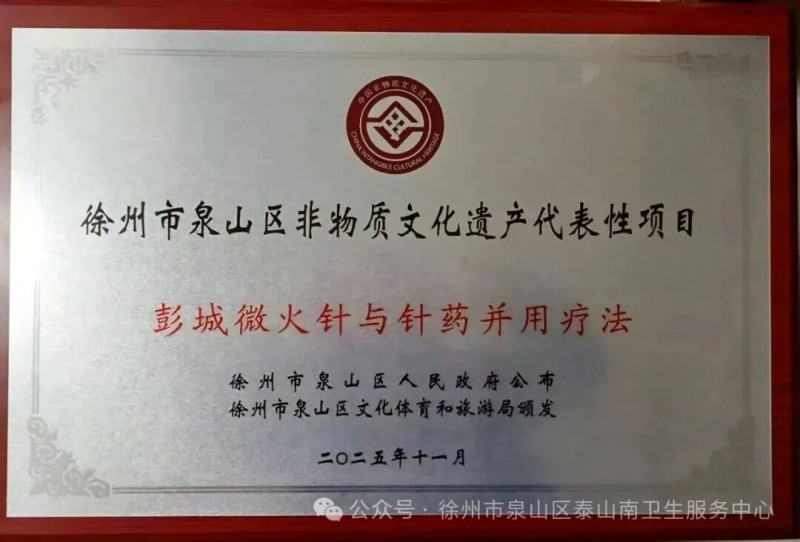 中国非物质文化遗产
CHINA INTANGIBLE CULTURAL HERITAGE
徐州市泉山区非物质文化遗产代表性项目
彭城微火针与针药并用疗法
徐州市泉山区人民政府公布
徐州市泉山区文化体育和旅游局颁发
二〇二五年十一月
公众号·徐州市泉山区泰山南卫生服务中心